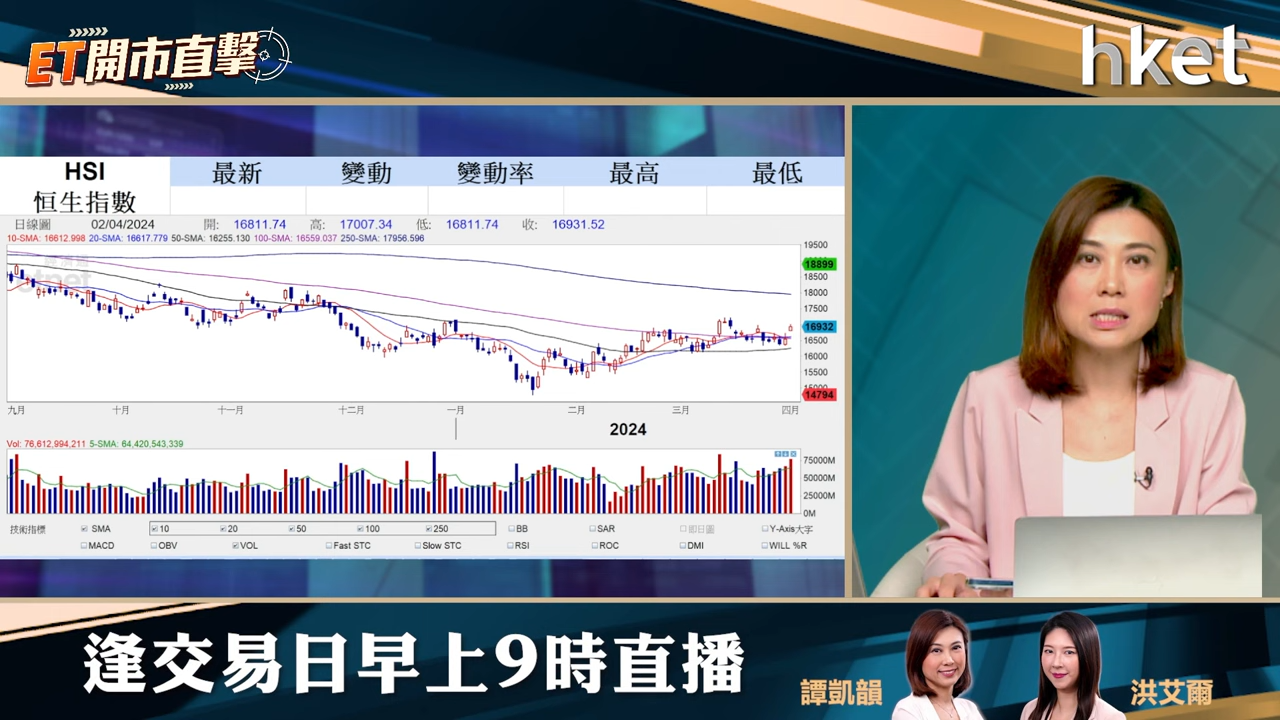 ET開市直擊
hket
HSI 最新 變動 變動率 最高 最低
恒生指數
日線圖 02/04/2024 開: 16811.74 高: 17007.34 低: 16811.74 收: 16931.52
10-SMA: 16612.998 20-SMA: 16617.779 50-SMA: 16255.130 100-SMA: 16559.037 250-SMA: 17956.596
19500
18899
18500
18000
17500
16932
16500
16000
15500
15000
14794
九月 十月 十一月 十二月 一月 二月 三月 四月
2024
Vol: 76,612,994,211 5-SMA: 64,420,543,339
75000M
50000M
25000M
0M
技術指標 SMA 10 20 50 100 250 BB SAR 即日圖 Y-Axis大字
MACD OBV VOL Fast STC Slow STC RSI ROC DMI WILL %R
逢交易日早上9時直播
譚凱韻 洪艾爾